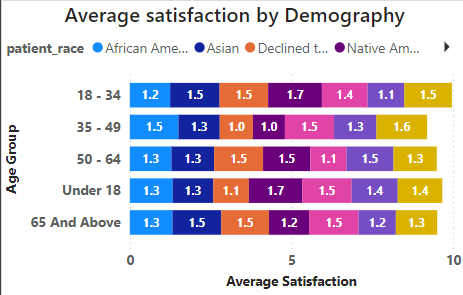 Average satisfaction by Demography
patient_race African Ame... Asian Declined t... Native Am...
18 - 34 1.2 1.5 1.5 1.7 1.4 1.1 1.5
35 - 49 1.5 1.3 1.0 1.0 1.5 1.3 1.6
50 - 64 1.3 1.3 1.5 1.5 1.1 1.5 1.3
Under 18 1.3 1.3 1.1 1.7 1.5 1.4 1.4
65 And Above 1.3 1.5 1.5 1.2 1.5 1.2 1.3
Age Group
0 5 10
Average Satisfaction